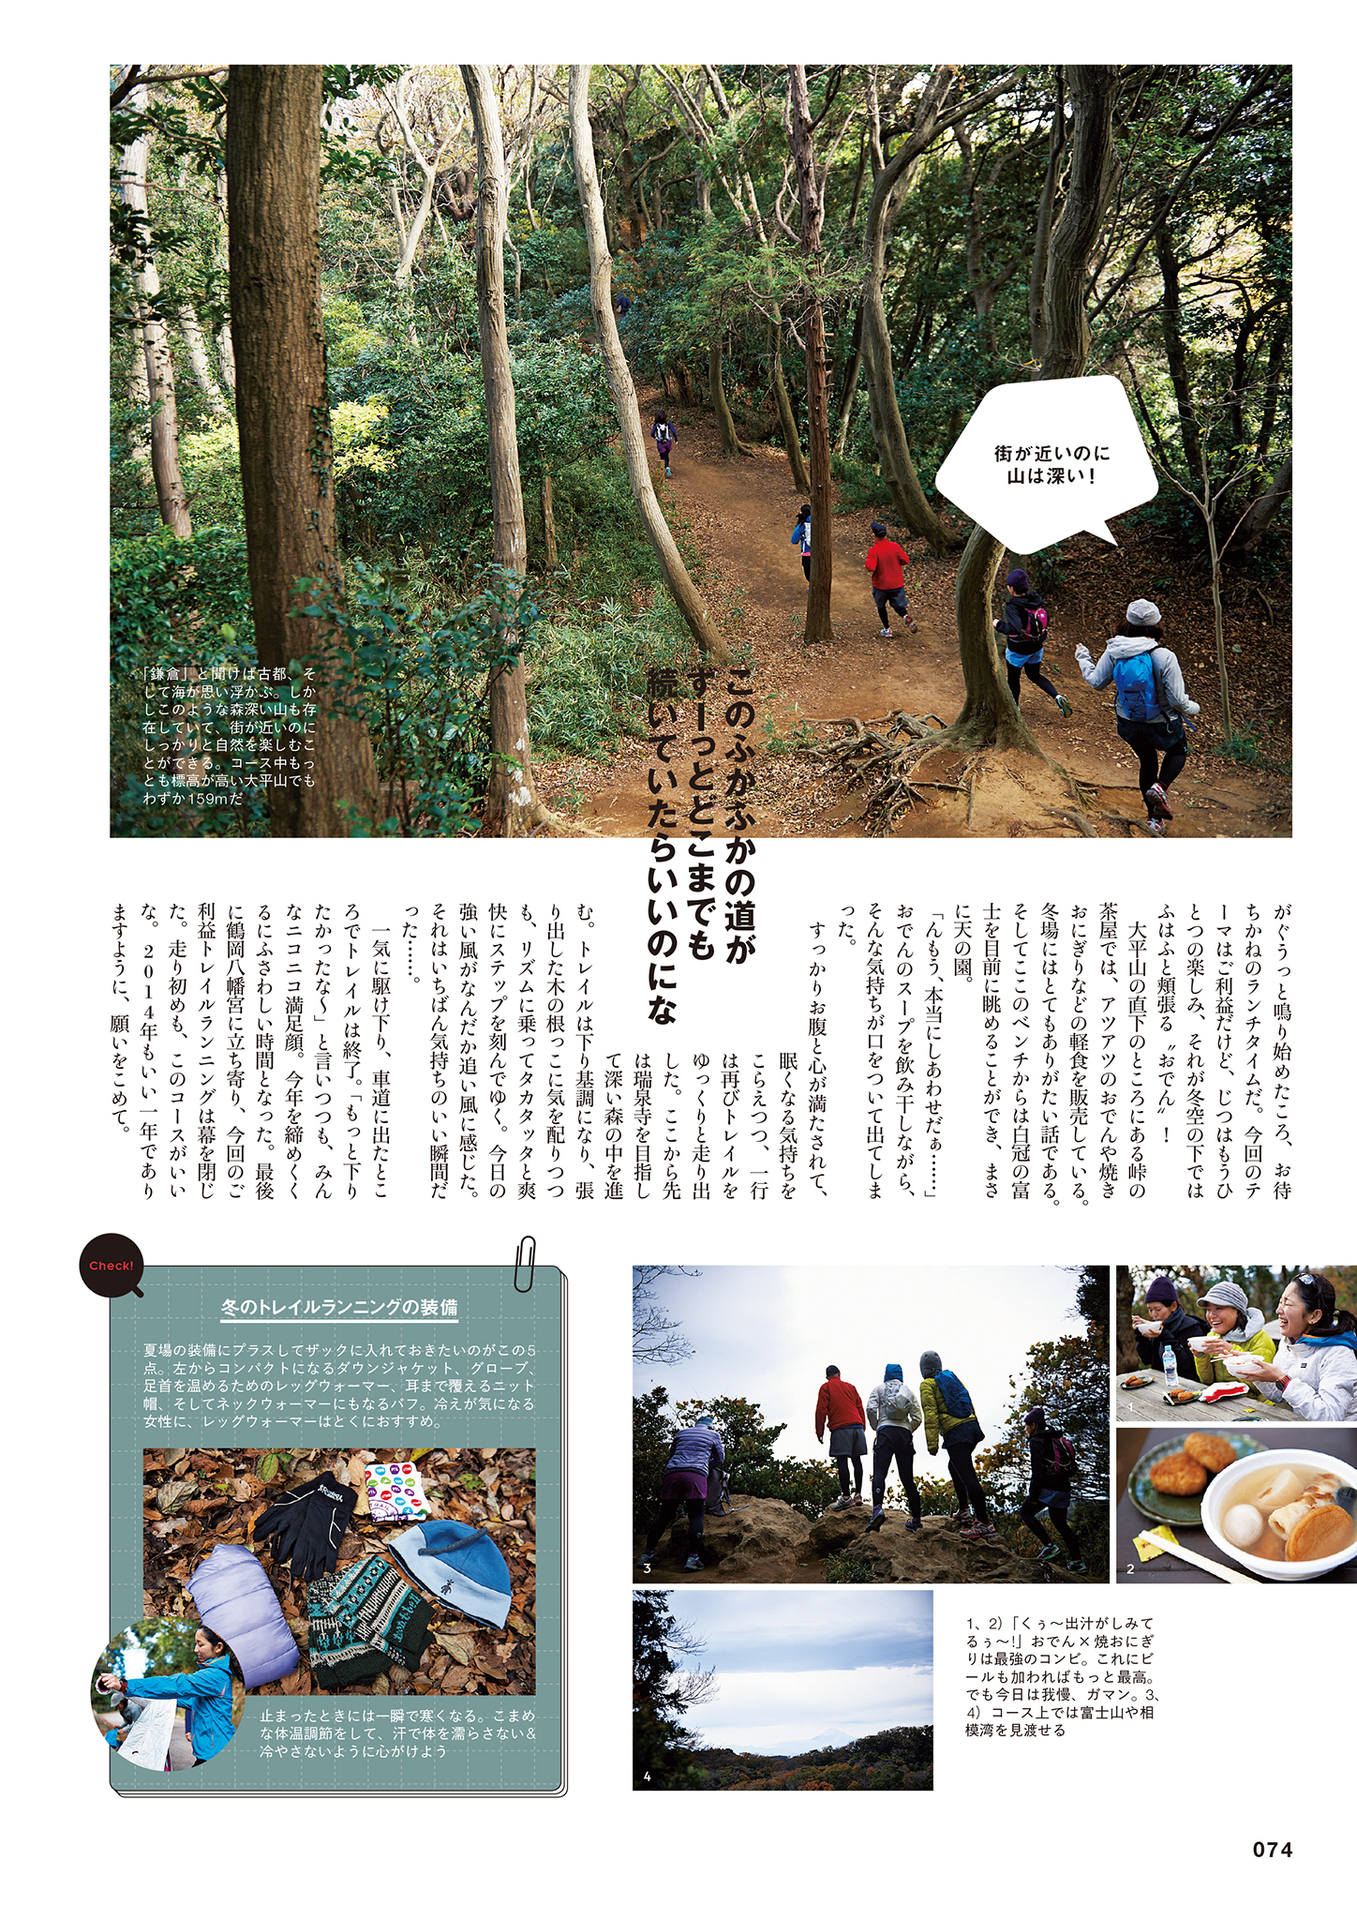 街が近いのに
山は深い！
「鎌倉」と聞けば古都、そ
して海が思い浮かぶ。しか
しこのような森深い山も存
在していて、街が近いのに
しっかりと自然を楽しむこ
とができる。コース中もっ
とも標高が高い大平山でも
わずか159mだ
このふかふかの道が
ずーっとどこまでも
続いていたらいいのにな
がぐうっと鳴り始めたころ、お待
ちかねのランチタイムだ。今回のテ
ーマはご利益だけど、じつはもうひ
とつの楽しみ、それが冬空の下では
ふはふと頬張る〝おでん〟！
大平山の直下のところにある峠の
茶屋では、アツアツのおでんや焼き
おにぎりなどの軽食を販売している。
冬場にはとてもありがたい話である。
そしてここのベンチからは白冠の富
士を目前に眺めることができ、まさ
に天の園。
「んもう、本当にしあわせだぁ……」
おでんのスープを飲み干しながら、
そんな気持ちが口をついて出てしま
った。
すっかりお腹と心が満たされて、
眠くなる気持ちを
こらえつつ、一行
は再びトレイルを
ゆっくりと走り出
した。ここから先
は瑞泉寺を目指し
て深い森の中を進
む。トレイルは下り基調になり、張
り出した木の根っこに気を配りつつ
も、リズムに乗ってタカタッタと爽
快にステップを刻んでゆく。今日の
強い風がなんだか追い風に感じた。
それはいちばん気持ちのいい瞬間だ
った……。
一気に駆け下り、車道に出たとこ
ろでトレイルは終了。「もっと下り
たかったな〜」と言いつつも、みん
なニコニコ満足顔。今年を締めくく
るにふさわしい時間となった。最後
に鶴岡八幡宮に立ち寄り、今回のご
利益トレイルランニングは幕を閉じ
た。走り初めも、このコースがいい
な。2014年もいい一年であり
ますように、願いをこめて。
Check!
冬のトレイルランニングの装備
夏場の装備にプラスしてザックに入れておきたいのがこの5
点。左からコンパクトになるダウンジャケット、グローブ、
足首を温めるためのレッグウォーマー、耳まで覆えるニット
帽、そしてネックウォーマーにもなるバフ。冷えが気になる
女性に、レッグウォーマーはとくにおすすめ。
止まったときには一瞬で寒くなる。こまめ
な体温調節をして、汗で体を濡らさない＆
冷やさないように心がけよう
3
1
2
4
1、2）「くぅ〜出汁がしみて
るぅ〜！」おでん×焼おにぎ
りは最強のコンビ。これにビ
ールも加わればもっと最高。
でも今日は我慢、ガマン。3、
4）コース上では富士山や相
模湾を見渡せる
074